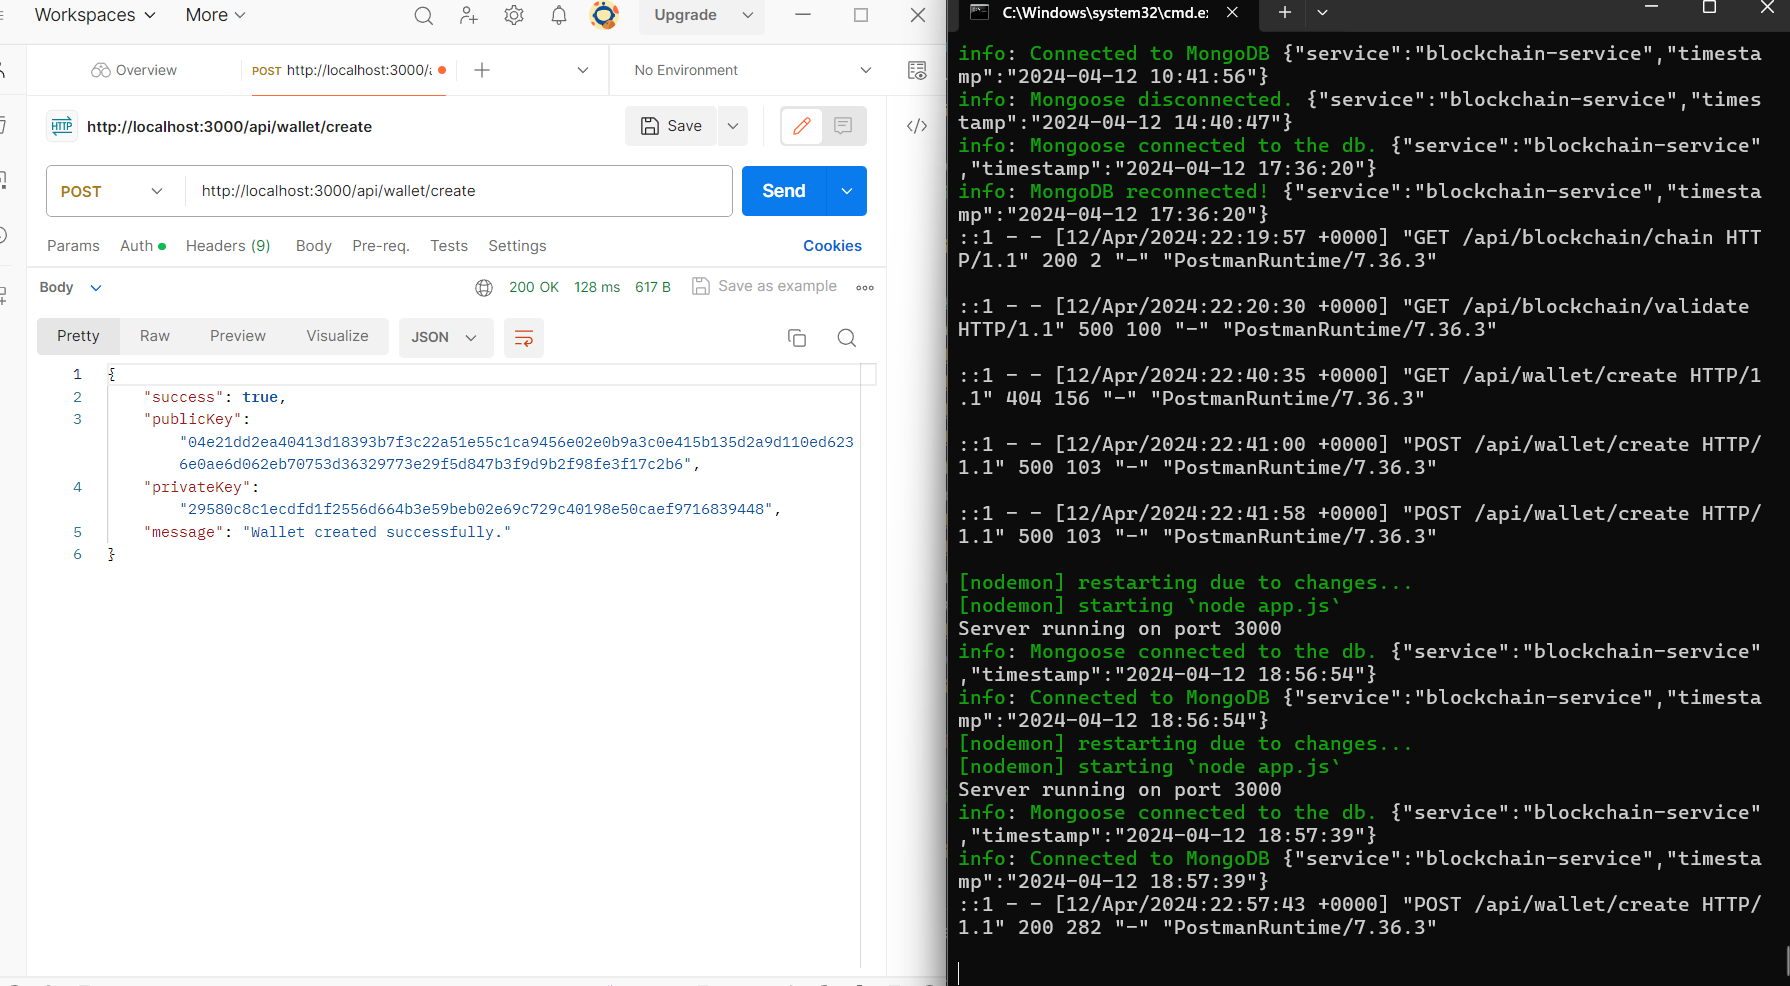 Workspaces More Upgrade
Overview POST http://localhost:3000/a No Environment
HTTP http://localhost:3000/api/wallet/create Save </>
POST http://localhost:3000/api/wallet/create Send
Params Auth Headers (9) Body Pre-req. Tests Settings Cookies
Body 200 OK 128 ms 617 B Save as example
Pretty Raw Preview Visualize JSON
1 {
2 "success": true,
3 "publicKey":
"04e21dd2ea40413d18393b7f3c22a51e55c1ca9456e02e0b9a3c0e415b135d2a9d110ed623
6e0ae6d062eb70753d36329773e29f5d847b3f9d9b2f98fe3f17c2b6",
4 "privateKey":
"29580c8c1ecdfd1f2556d664b3e59beb02e69c729c40198e50caef9716839448",
5 "message": "Wallet created successfully."
6 }
C:\Windows\system32\cmd.e
info: Connected to MongoDB {"service":"blockchain-service","timesta
mp":"2024-04-12 10:41:56"}
info: Mongoose disconnected. {"service":"blockchain-service","times
tamp":"2024-04-12 14:40:47"}
info: Mongoose connected to the db. {"service":"blockchain-service"
,"timestamp":"2024-04-12 17:36:20"}
info: MongoDB reconnected! {"service":"blockchain-service","timesta
mp":"2024-04-12 17:36:20"}
::1 - - [12/Apr/2024:22:19:57 +0000] "GET /api/blockchain/chain HTT
P/1.1" 200 2 "-" "PostmanRuntime/7.36.3"
::1 - - [12/Apr/2024:22:20:30 +0000] "GET /api/blockchain/validate
HTTP/1.1" 500 100 "-" "PostmanRuntime/7.36.3"
::1 - - [12/Apr/2024:22:40:35 +0000] "GET /api/wallet/create HTTP/1
.1" 404 156 "-" "PostmanRuntime/7.36.3"
::1 - - [12/Apr/2024:22:41:00 +0000] "POST /api/wallet/create HTTP/
1.1" 500 103 "-" "PostmanRuntime/7.36.3"
::1 - - [12/Apr/2024:22:41:58 +0000] "POST /api/wallet/create HTTP/
1.1" 500 103 "-" "PostmanRuntime/7.36.3"
[nodemon] restarting due to changes...
[nodemon] starting `node app.js`
Server running on port 3000
info: Mongoose connected to the db. {"service":"blockchain-service"
,"timestamp":"2024-04-12 18:56:54"}
info: Connected to MongoDB {"service":"blockchain-service","timesta
mp":"2024-04-12 18:56:54"}
[nodemon] restarting due to changes...
[nodemon] starting `node app.js`
Server running on port 3000
info: Mongoose connected to the db. {"service":"blockchain-service"
,"timestamp":"2024-04-12 18:57:39"}
info: Connected to MongoDB {"service":"blockchain-service","timesta
mp":"2024-04-12 18:57:39"}
::1 - - [12/Apr/2024:22:57:43 +0000] "POST /api/wallet/create HTTP/
1.1" 200 282 "-" "PostmanRuntime/7.36.3"